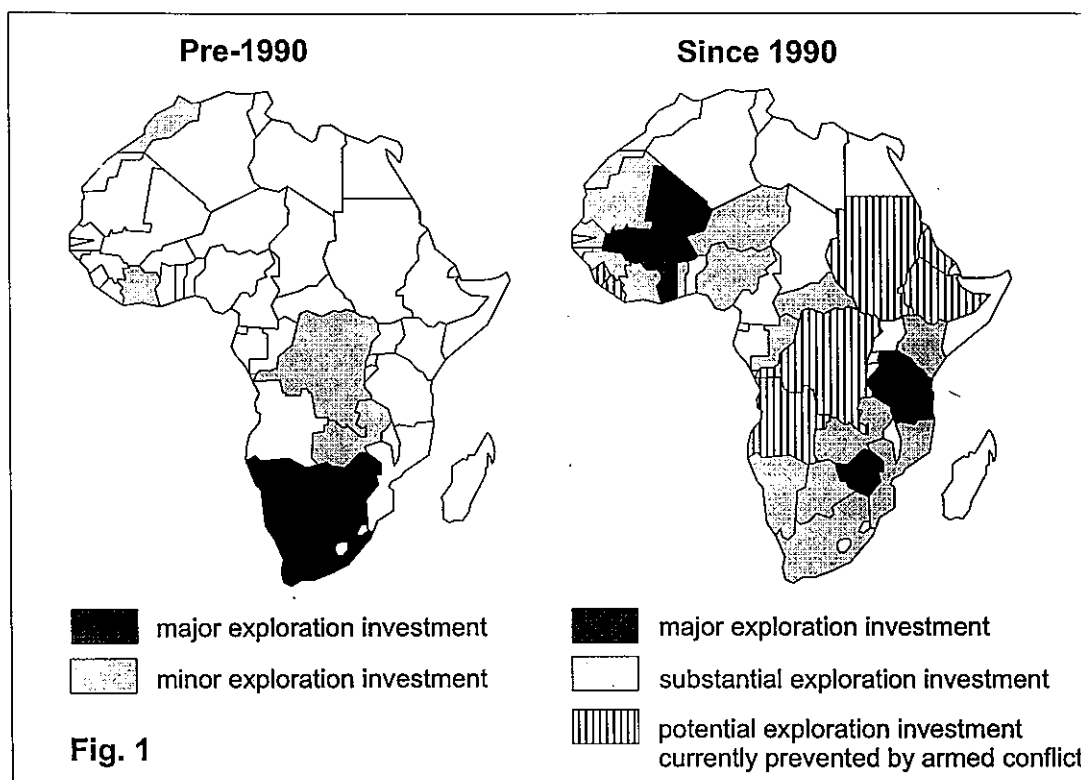 Pre-1990
Since 1990
major exploration investment
minor exploration investment
major exploration investment
substantial exploration investment
potential exploration investment
currently prevented by armed conflict
Fig. 1